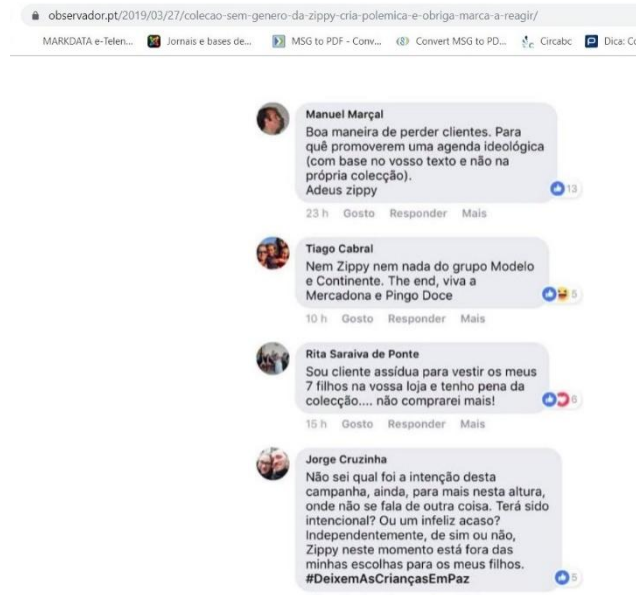 observador.pt/2019/03/27/colecao-sem-genero-da-zippy-cria-polemica-e-obriga-marca-a-reagir/
MARKDATA e-Telen... Jornais e bases de... MSG to PDF - Conv... Convert MSG to PD... Circabc Dica: Co
Manuel Marçal
Boa maneira de perder clientes. Para
quê promoverem uma agenda ideológica
(com base no vosso texto e não na
própria colecção).
Adeus zippy
13
23 h Gosto Responder Mais
Tiago Cabral
Nem Zippy nem nada do grupo Modelo
e Continente. The end, viva a
Mercadona e Pingo Doce
5
10 h Gosto Responder Mais
Rita Saraiva de Ponte
Sou cliente assídua para vestir os meus
7 filhos na vossa loja e tenho pena da
colecção.... não comprarei mais!
6
15 h Gosto Responder Mais
Jorge Cruzinha
Não sei qual foi a intenção desta
campanha, ainda, para mais nesta altura,
onde não se fala de outra coisa. Terá sido
intencional? Ou um infeliz acaso?
Independentemente, de sim ou não,
Zippy neste momento está fora das
minhas escolhas para os meus filhos.
#DeixemAsCriançasEmPaz
5